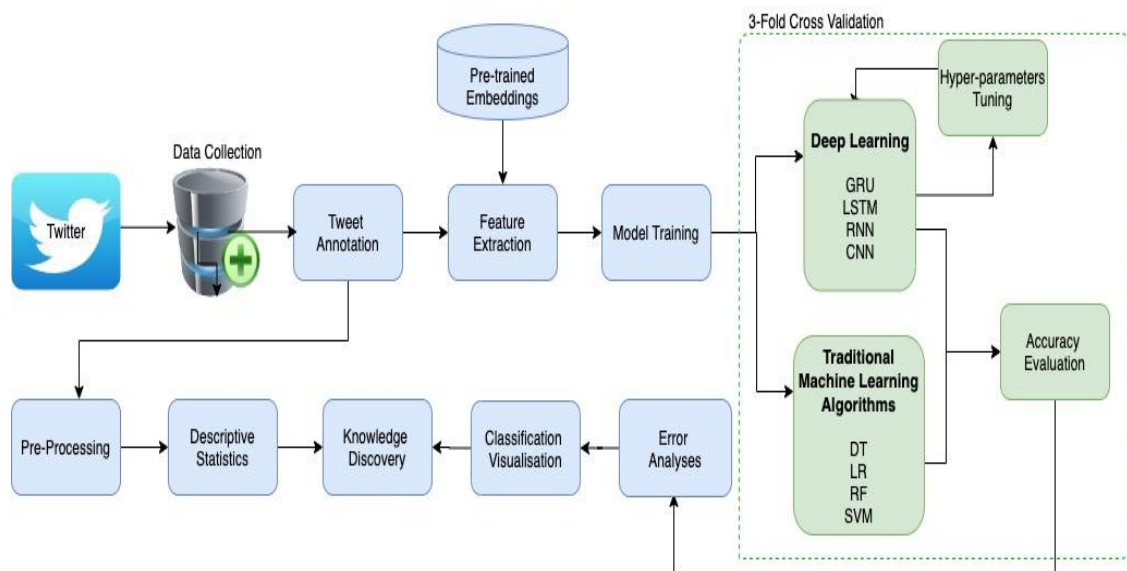 3-Fold Cross Validation
Pre-trained
Embeddings
Hyper-parameters
Tuning
Data Collection
Deep Learning
GRU
LSTM
RNN
CNN
Twitter
Tweet
Annotation
Feature
Extraction
Model Training
Accuracy
Evaluation
Traditional
Machine Learning
Algorithms
DT
LR
RF
SVM
Pre-Processing
Descriptive
Statistics
Knowledge
Discovery
Classification
Visualisation
Error
Analyses